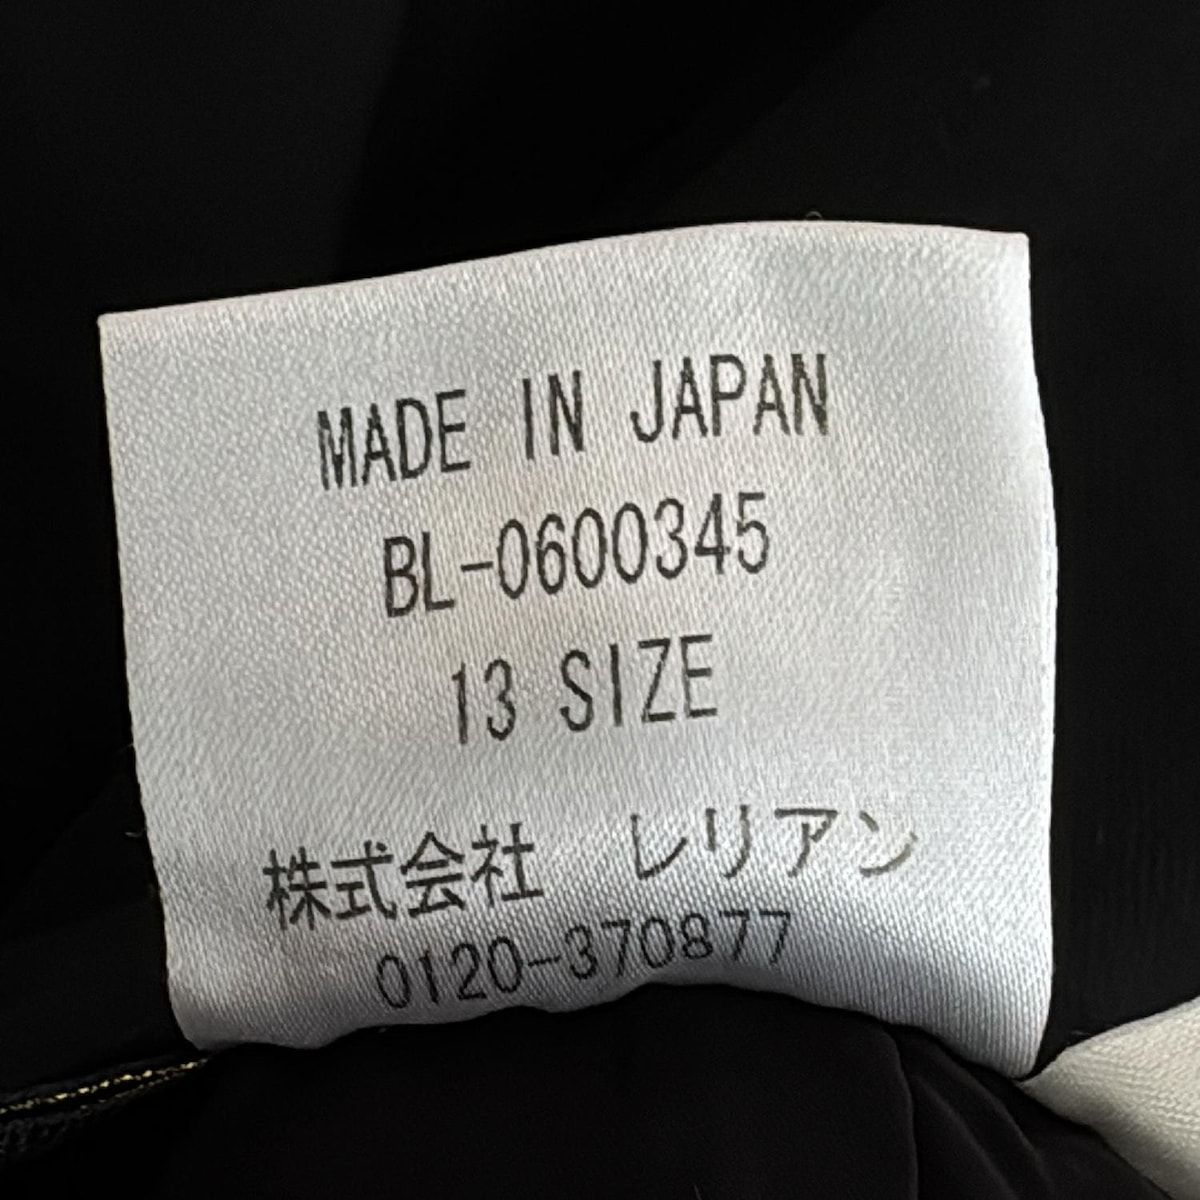 MADE IN JAPAN
BL-0600345
13 SIZE
株式会社　レリアン
0120-370877